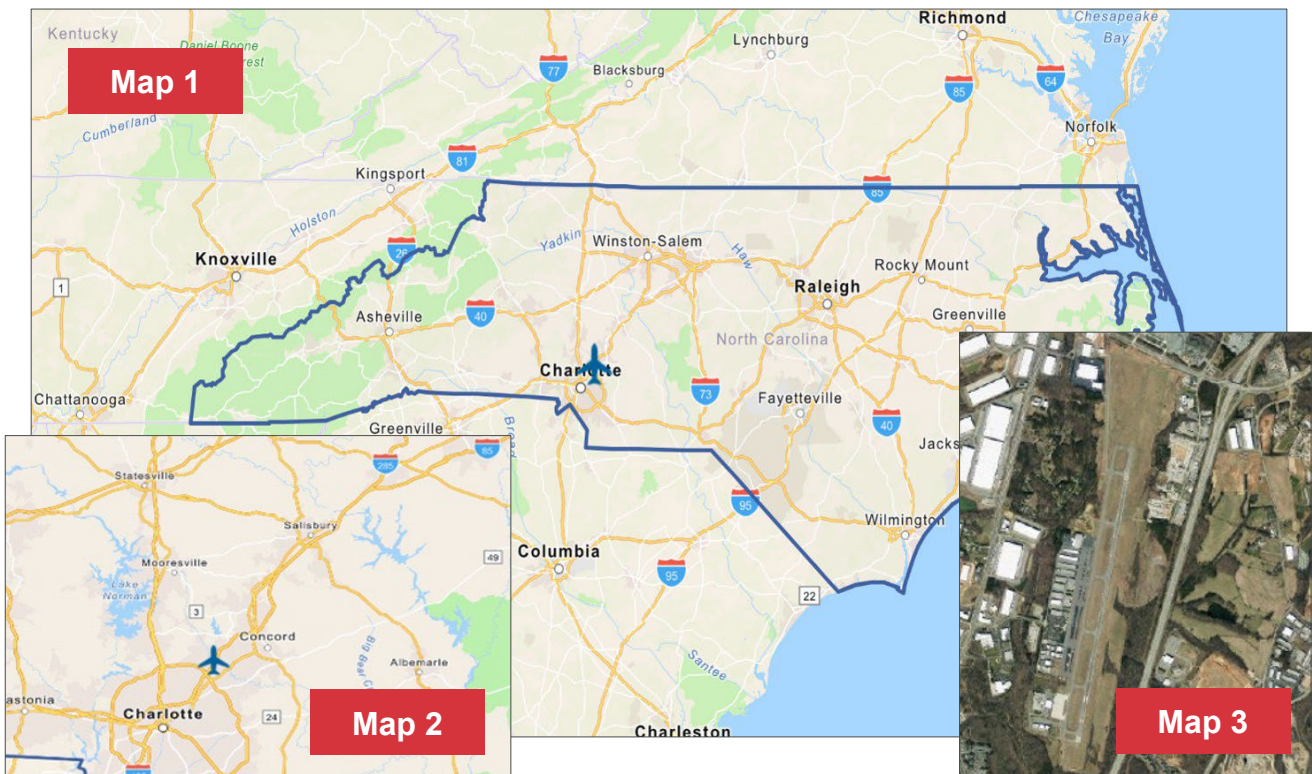 Kentucky
Daniel Boone
Map 1
Cumberland
77
Blacksburg
Lynchburg
Richmond
Chesapeake
Bay
64
85
Norfolk
81
Kingsport
Holston
26
85
Knoxville
Yadkin
Winston-Salem
Haw
Rocky Mount
1
Raleigh
Asheville
40
Greenville
North Carolina
Charlotte
73
Fayetteville
40
Chattanooga
Greenville
Jacks
95
Wilmington
Columbia
95
22
Santee
Charleston
285
85
Statesville
Salisbury
49
Mooresville
Lake
Norman
3
Concord
Albemarle
astonia
Charlotte
24
Map 2
Map 3